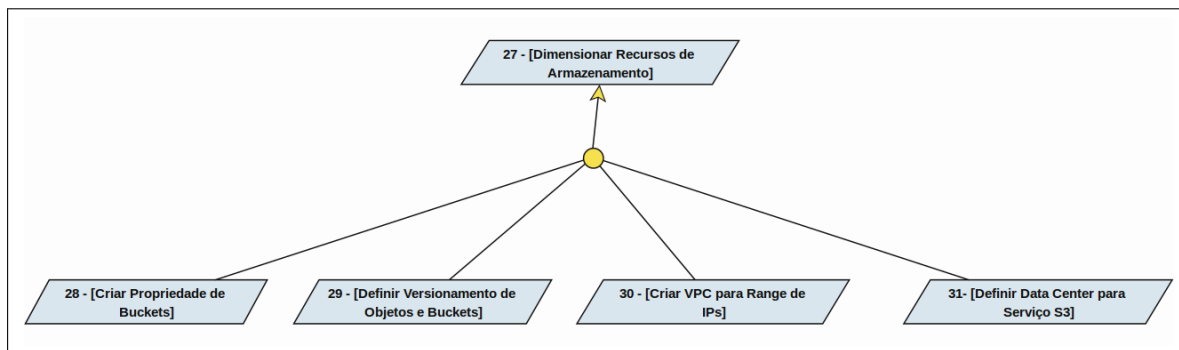 27 - [Dimensionar Recursos de
Armazenamento]
28 - [Criar Propriedade de
Buckets]
29 - [Definir Versionamento de
Objetos e Buckets]
30 - [Criar VPC para Range de
IPs]
31- [Definir Data Center para
Serviço S3]